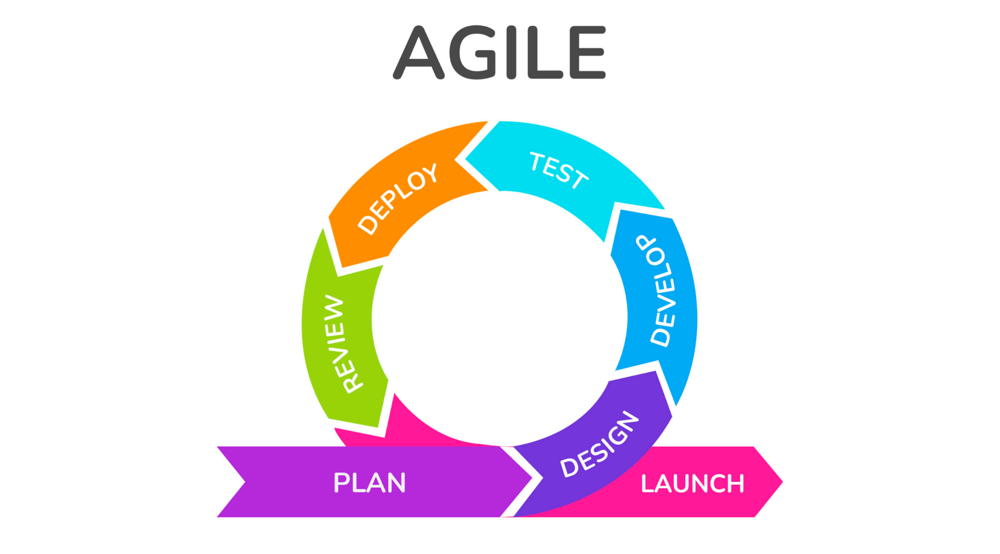 AGILE
TEST
DEPLOY
DEVELOP
REVIEW
DESIGN
PLAN
LAUNCH